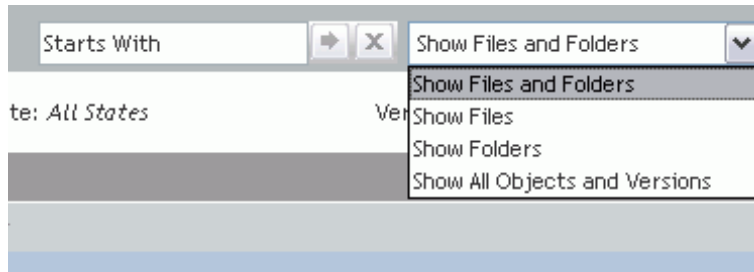 Starts With
Show Files and Folders
Show Files and Folders
te: All States
Ver
Show Files
Show Folders
Show All Objects and Versions